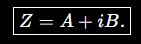 Z = A + iB.